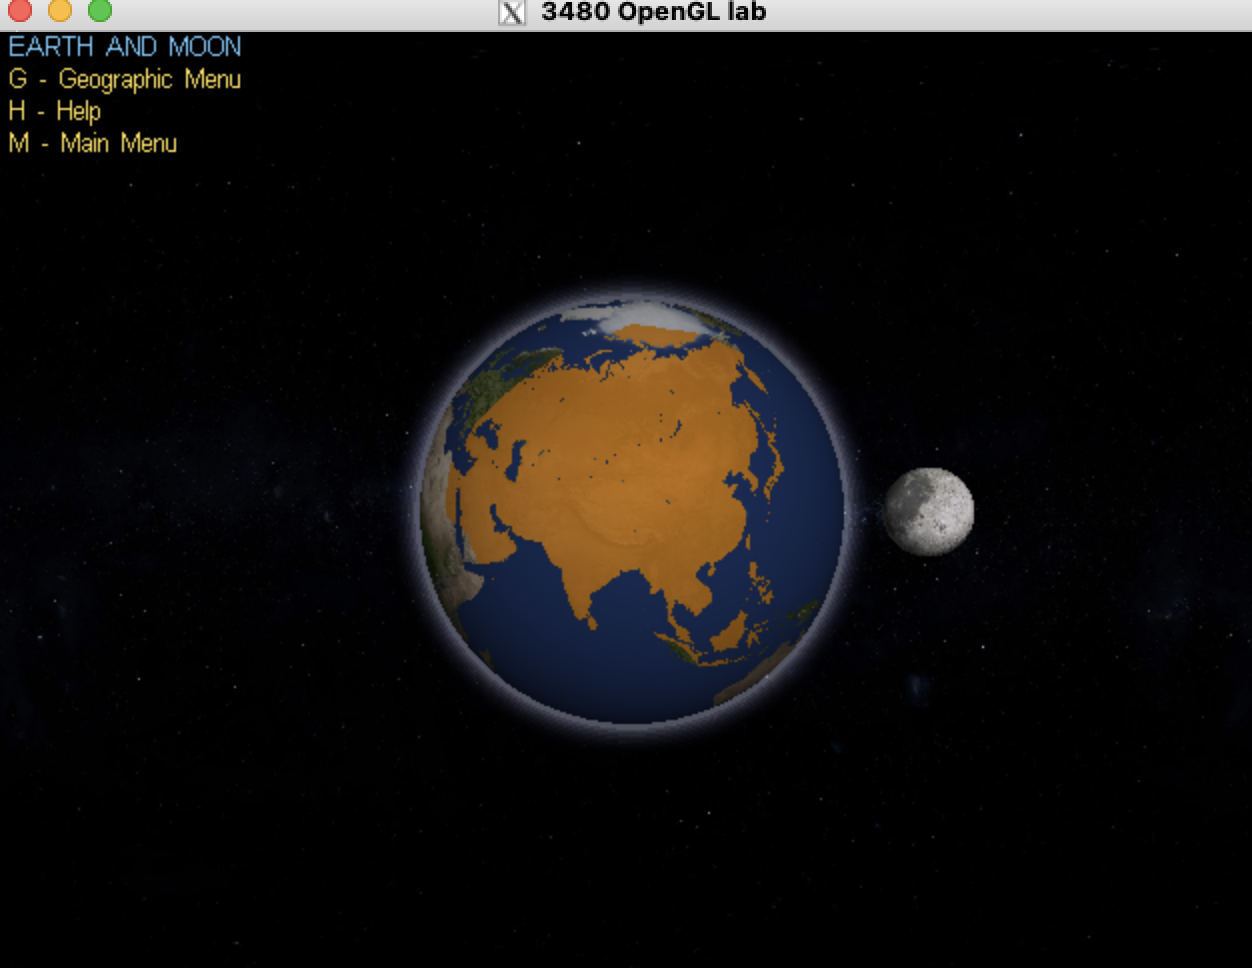 3480 OpenGL lab
EARTH AND MOON
G - Geographic Menu
H - Help
M - Main Menu